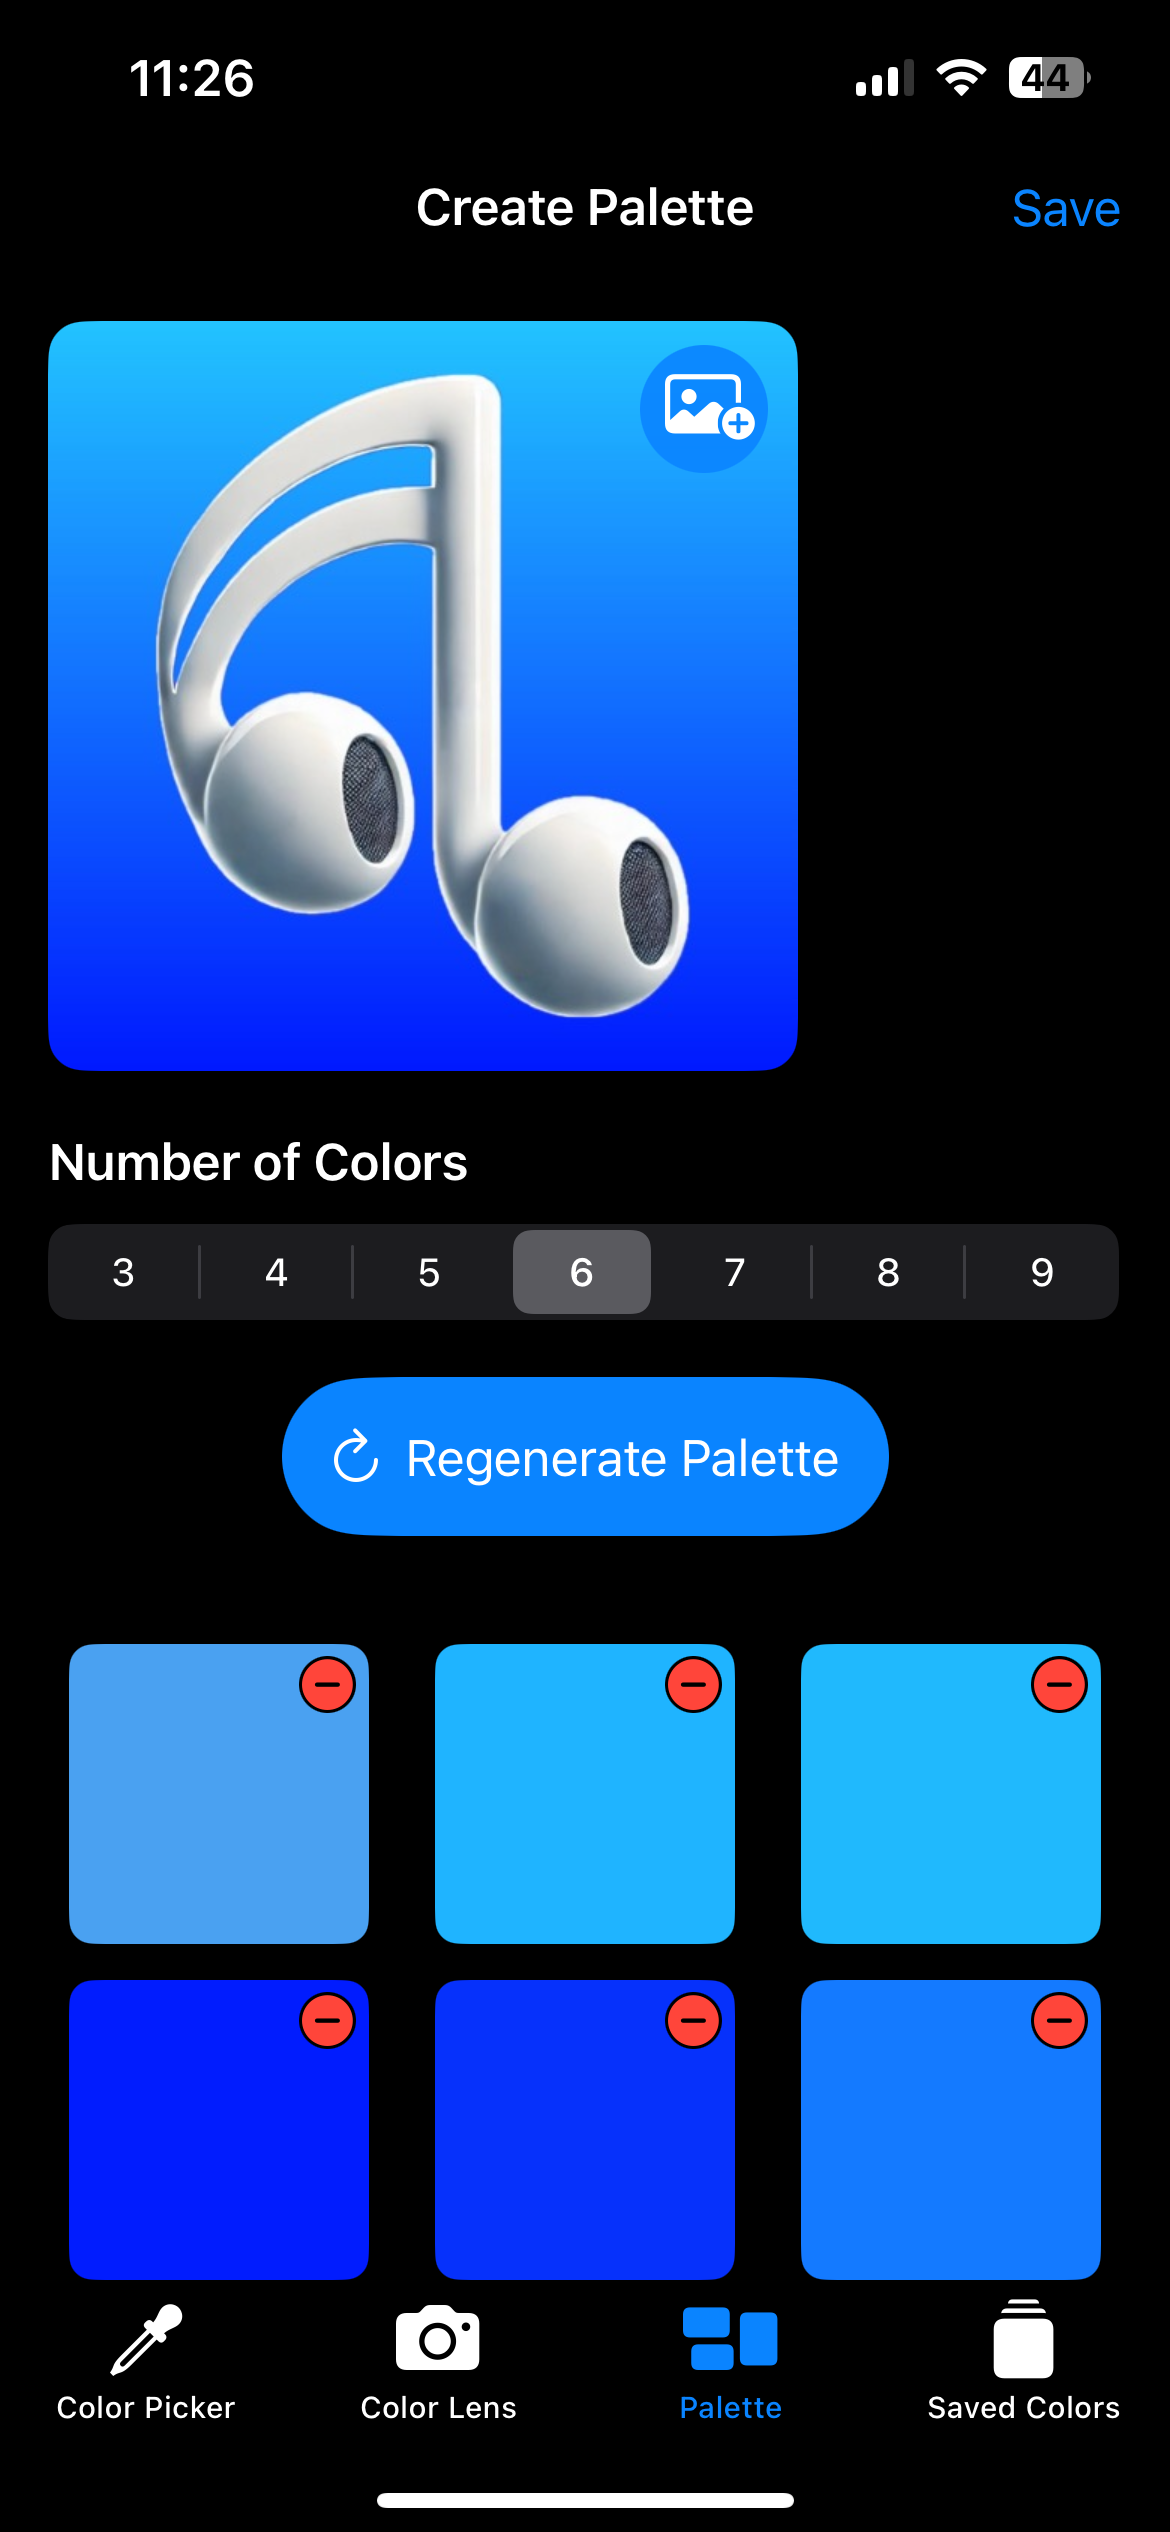 11:26
44
Create Palette
Save
Number of Colors
3 4 5 6 7 8 9
Regenerate Palette
Color Picker
Color Lens
Palette
Saved Colors